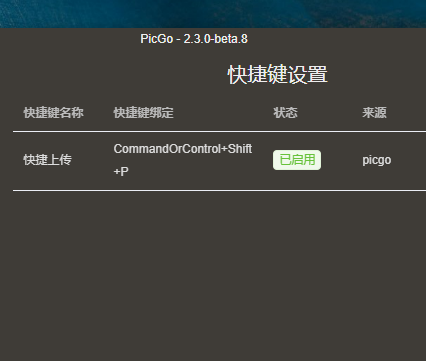 PicGo - 2.3.0-beta.8
快捷键设置
快捷键名称 快捷键绑定 状态 来源
快捷上传 CommandOrControl+Shift+P 已启用 picgo